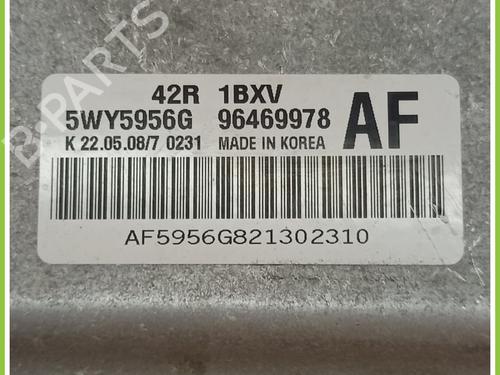 42R 1BXV
5WY5956G 96469978 AF
K 22.05.08/7 0231 MADE IN KOREA
AF5956G821302310
B-PARTS